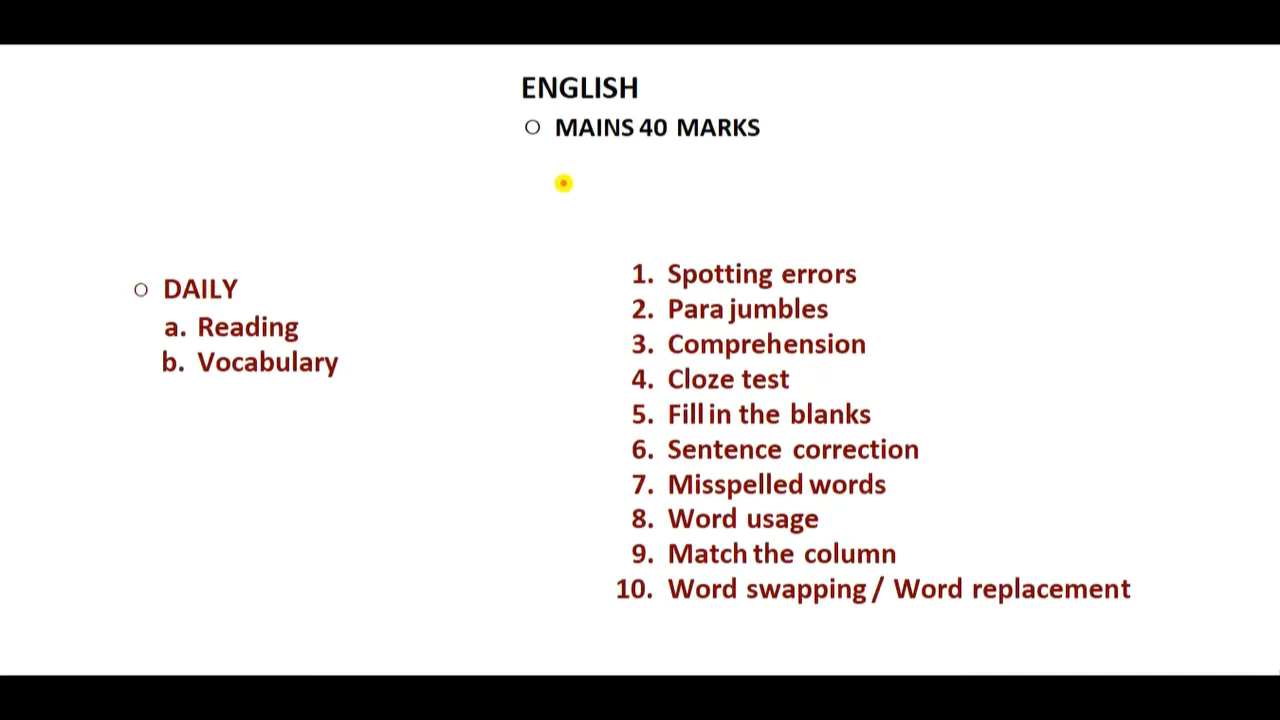 ENGLISH
○ MAINS 40 MARKS
○ DAILY
a. Reading
b. Vocabulary
1. Spotting errors
2. Para jumbles
3. Comprehension
4. Cloze test
5. Fill in the blanks
6. Sentence correction
7. Misspelled words
8. Word usage
9. Match the column
10. Word swapping / Word replacement